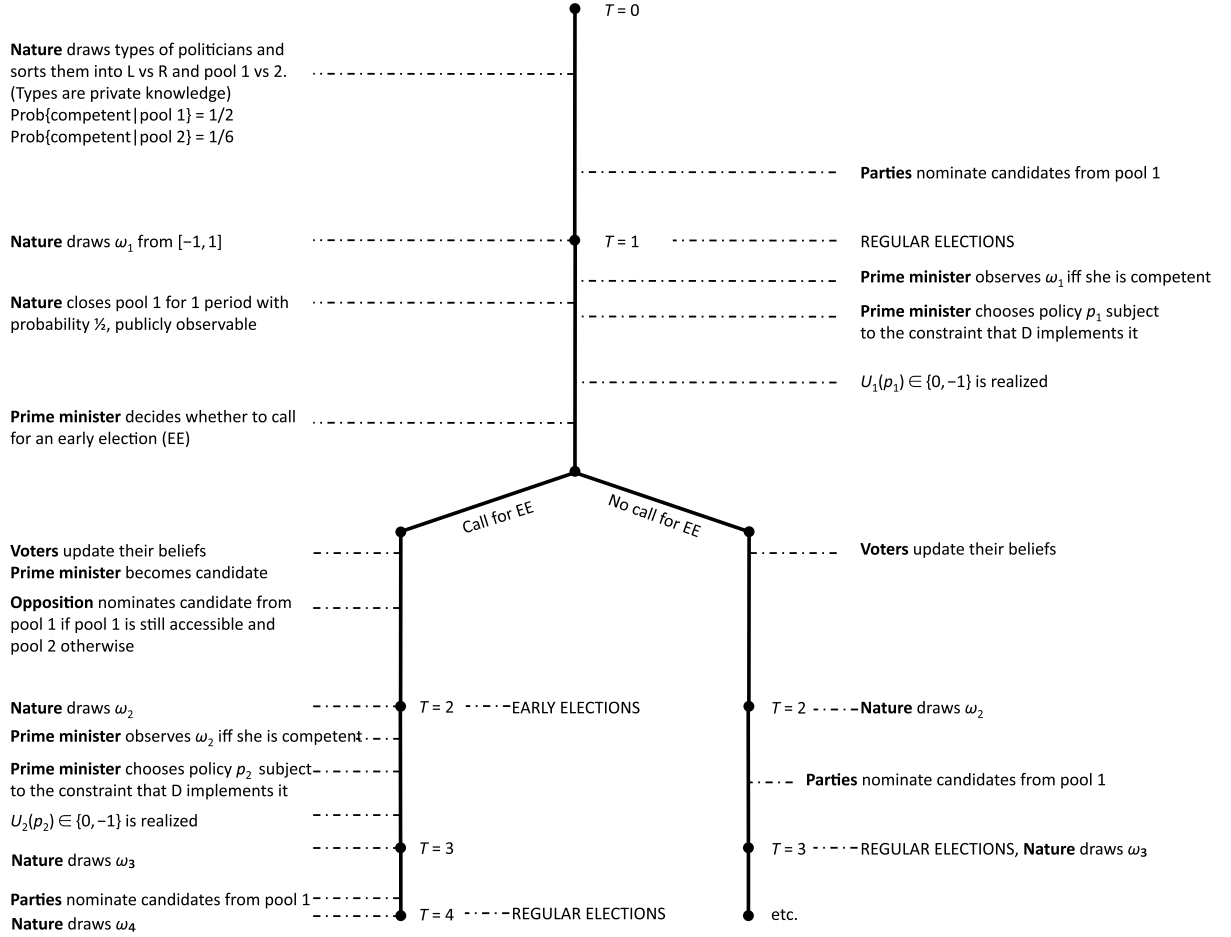 T = 0
Nature draws types of politicians and
sorts them into L vs R and pool 1 vs 2.
(Types are private knowledge)
Prob{competent|pool 1} = 1/2
Prob{competent|pool 2} = 1/6
Parties nominate candidates from pool 1
Nature draws ω₁ from [−1, 1]
T = 1
REGULAR ELECTIONS
Prime minister observes ω₁ iff she is competent
Nature closes pool 1 for 1 period with
probability ½, publicly observable
Prime minister chooses policy p₁ subject
to the constraint that D implements it
U₁(p₁) ∈ {0, −1} is realized
Prime minister decides whether to call
for an early election (EE)
Call for EE
No call for EE
Voters update their beliefs
Prime minister becomes candidate
Voters update their beliefs
Opposition nominates candidate from
pool 1 if pool 1 is still accessible and
pool 2 otherwise
Nature draws ω₂
T = 2
EARLY ELECTIONS
T = 2
Nature draws ω₂
Prime minister observes ω₂ iff she is competent
Prime minister chooses policy p₂ subject
to the constraint that D implements it
Parties nominate candidates from pool 1
U₂(p₂) ∈ {0, −1} is realized
Nature draws ω₃
T = 3
T = 3
REGULAR ELECTIONS, Nature draws ω₃
Parties nominate candidates from pool 1
Nature draws ω₄
T = 4
REGULAR ELECTIONS
etc.